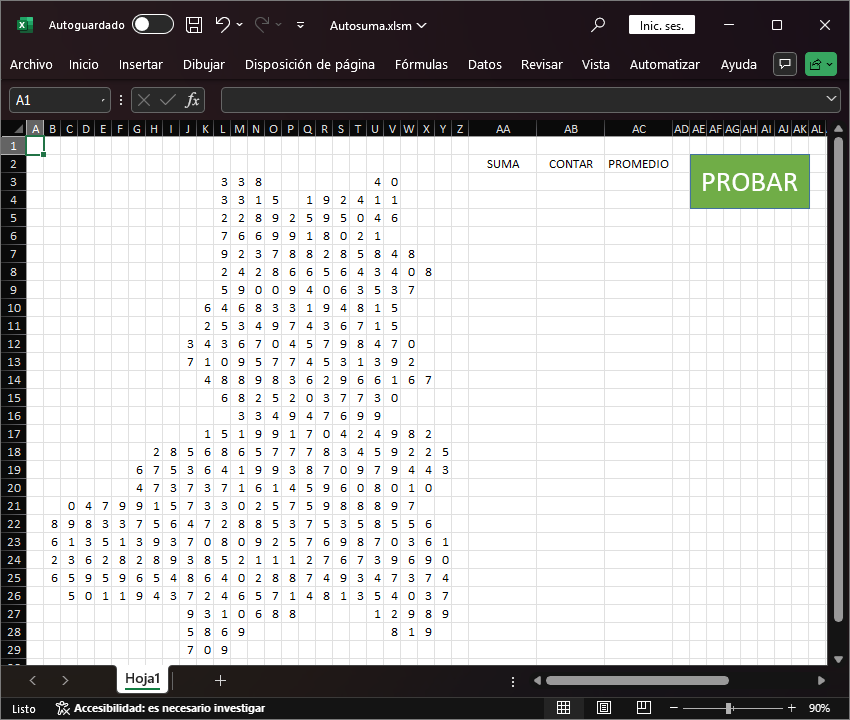 Autoguardado Autosuma.xlsm Inic. ses.
Archivo Inicio Insertar Dibujar Disposición de página Fórmulas Datos Revisar Vista Automatizar Ayuda
A1 fx
A B C D E F G H I J K L M N O P Q R S T U V W X Y Z AA AB AC AD AE AF AG AH AI AJ AK AL
1
2 SUMA CONTAR PROMEDIO PROBAR
3 3 3 8 4 0
4 3 3 1 5 1 9 2 4 1 1
5 2 2 8 9 2 5 9 5 0 4 6
6 7 6 6 9 9 1 8 0 2 1
7 9 2 3 7 8 8 2 8 5 8 4 8
8 2 4 2 8 6 6 5 6 4 3 4 0 8
9 5 9 0 0 9 4 0 6 3 5 3 7
10 6 4 6 8 3 3 1 9 4 8 1 5
11 2 5 3 4 9 7 4 3 6 7 1 5
12 3 4 3 6 7 0 4 5 7 9 8 4 7 0
13 7 1 0 9 5 7 7 4 5 3 1 3 9 2
14 4 8 8 9 8 3 6 2 9 6 6 1 6 7
15 6 8 2 5 2 0 3 7 7 3 0
16 3 3 4 9 4 7 6 9 9
17 1 5 1 9 9 1 7 0 4 2 4 9 8 2
18 2 8 5 6 8 6 5 7 7 7 8 3 4 5 9 2 2 5
19 6 7 5 3 6 4 1 9 9 3 8 7 0 9 7 9 4 4 3
20 4 7 3 7 3 7 1 6 1 4 5 9 6 0 8 0 1 0
21 0 4 7 9 9 1 5 7 3 3 0 2 5 7 5 9 8 8 8 9 7
22 8 9 8 3 3 7 5 6 4 7 2 8 8 5 3 7 5 3 5 8 5 5 6
23 6 1 3 5 1 3 9 3 7 0 8 0 9 2 5 7 6 9 8 7 0 3 6 1
24 2 3 6 2 8 2 8 9 3 8 5 2 1 1 1 2 7 6 7 3 9 6 9 0
25 6 5 9 5 9 6 5 4 8 6 4 0 2 8 8 7 4 9 3 4 7 3 7 4
26 5 0 1 1 9 4 3 7 2 4 6 5 7 1 4 8 1 3 5 4 0 3 7
27 9 3 1 0 6 8 8 1 2 9 8 9
28 5 8 6 9 8 1 9
29 7 0 9
Hoja1
Listo Accesibilidad: es necesario investigar 90%